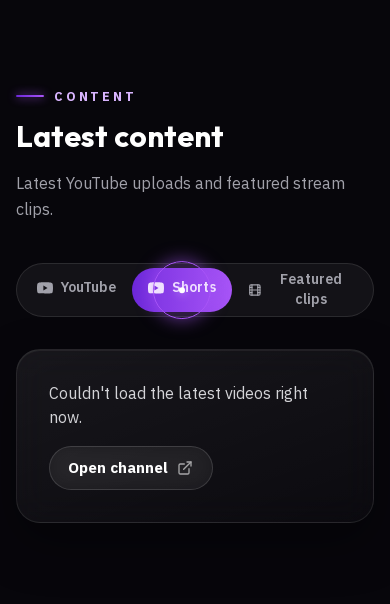 CONTENT
Latest content
Latest YouTube uploads and featured stream
clips.
YouTube
Shorts
Featured
clips
Couldn't load the latest videos right
now.
Open channel